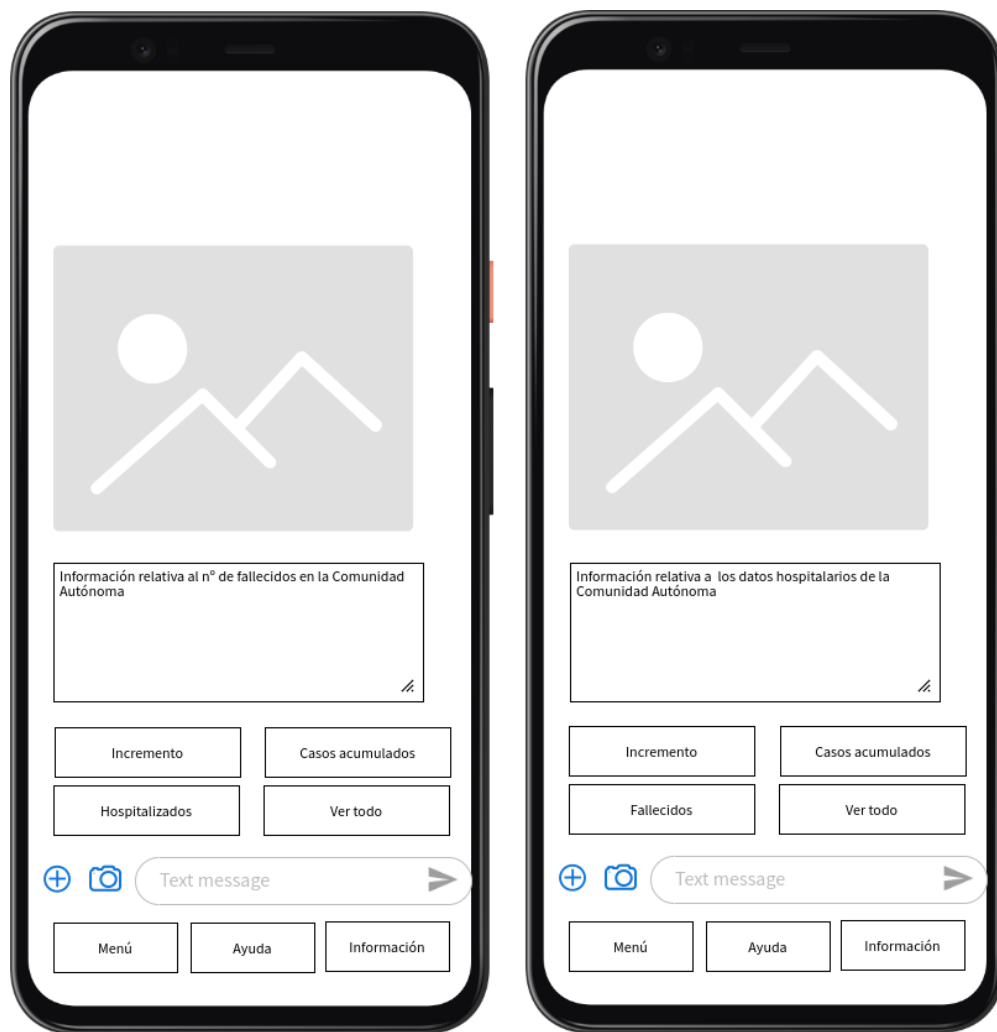 Información relativa al nº de fallecidos en la Comunidad
Autónoma
Incremento
Casos acumulados
Hospitalizados
Ver todo
Text message
Menú
Ayuda
Información
Información relativa a  los datos hospitalarios de la
Comunidad Autónoma
Incremento
Casos acumulados
Fallecidos
Ver todo
Text message
Menú
Ayuda
Información